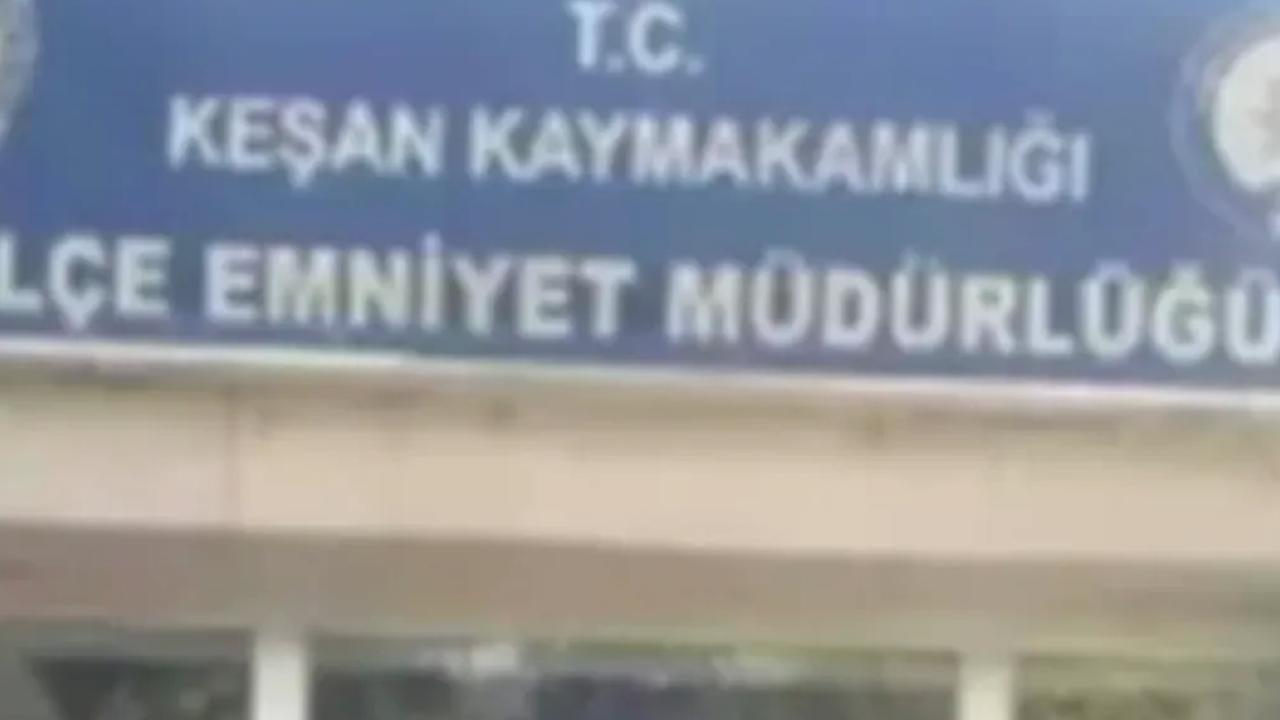 T.C.
KEŞAN KAYMAKAMLIĞI
LÇE EMNİYET MÜDÜRLÜĞÜ